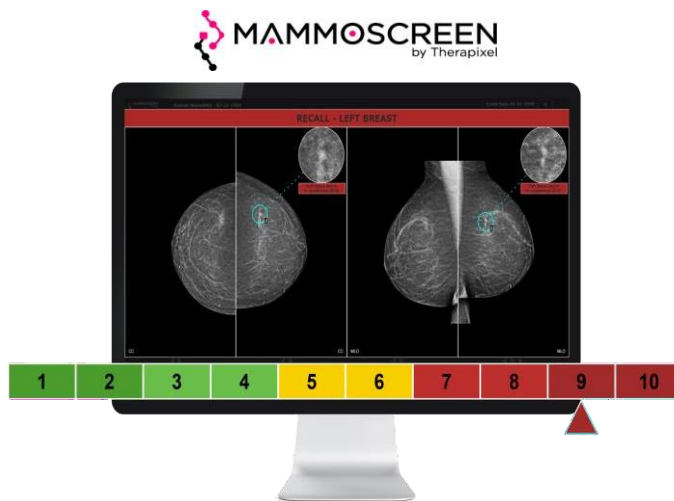 MAMMOSCREEN
by Therapixel
RECALL - LEFT BREAST
CC
CC
MLO
MLO
1 2 3 4 5 6 7 8 9 10